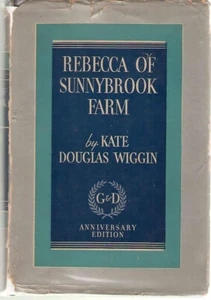 REBECCA OF
SUNNYBROOK
FARM
by KATE
DOUGLAS WIGGIN
G&D
ANNIVERSARY
EDITION